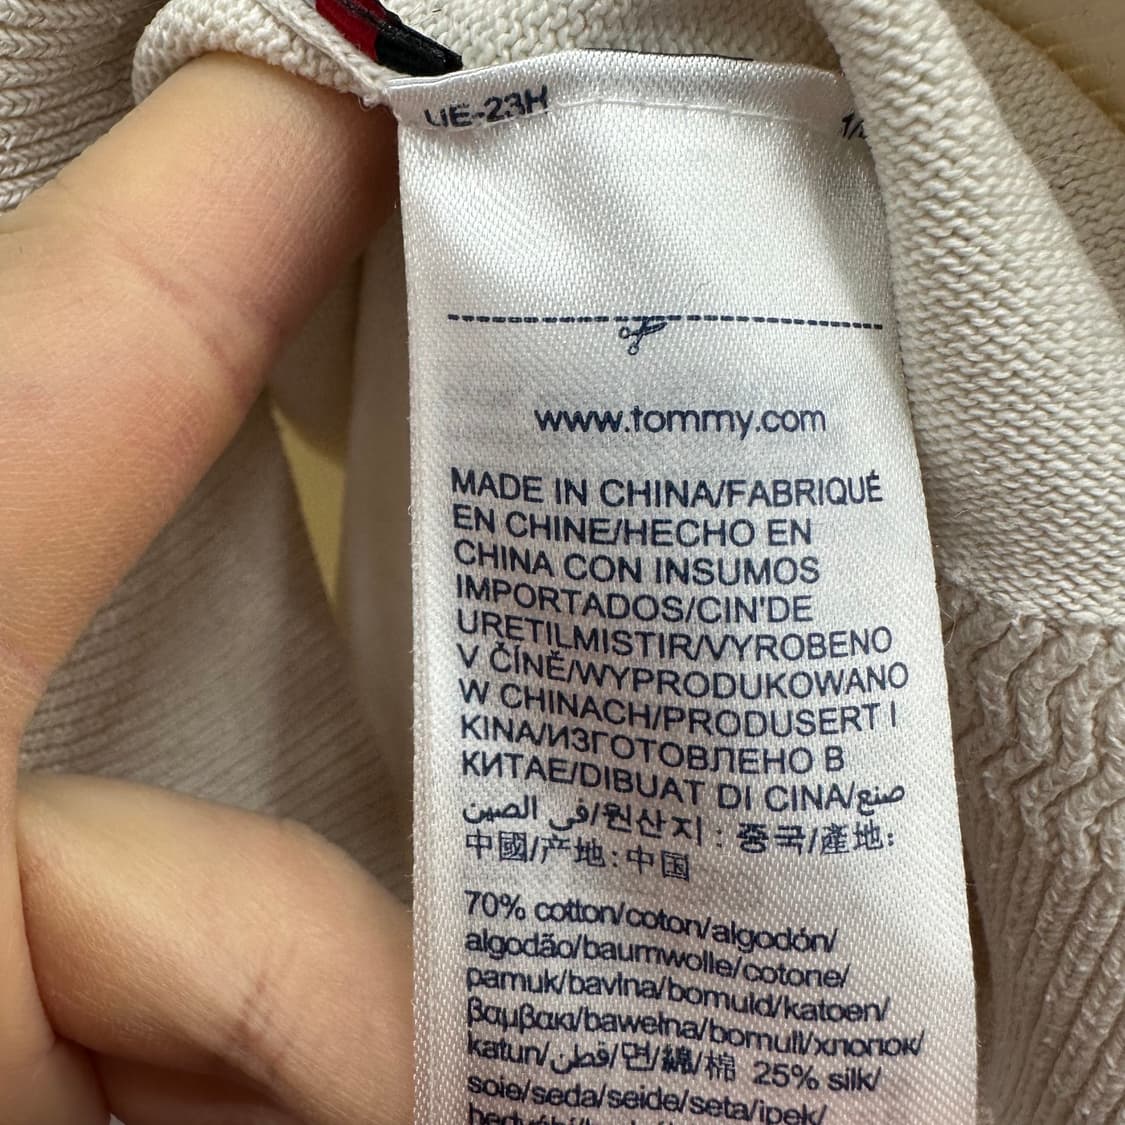 UE-23H
www.tommy.com
MADE IN CHINA/FABRIQUÉ
EN CHINE/HECHO EN
CHINA CON INSUMOS
IMPORTADOS/CIN'DE
URETILMISTIR/VYROBENO
V ČÍNĚ/WYPRODUKOWANO
W CHINACH/PRODUSERT I
KINA/ИЗГОТОВЛЕНО В
КИТАЕ/DIBUAT DI CINA/صنع
في الصين/원산지 : 중국/產地:
中國/产地:中国
70% cotton/coton/algodón/
algodão/baumwolle/cotone/
pamuk/bavlna/bomuld/katoen/
βαμβακι/bawełna/bomull/хлопок/
katun/قطن/면/綿/棉 25% silk/
soie/seda/seide/seta/ipek/